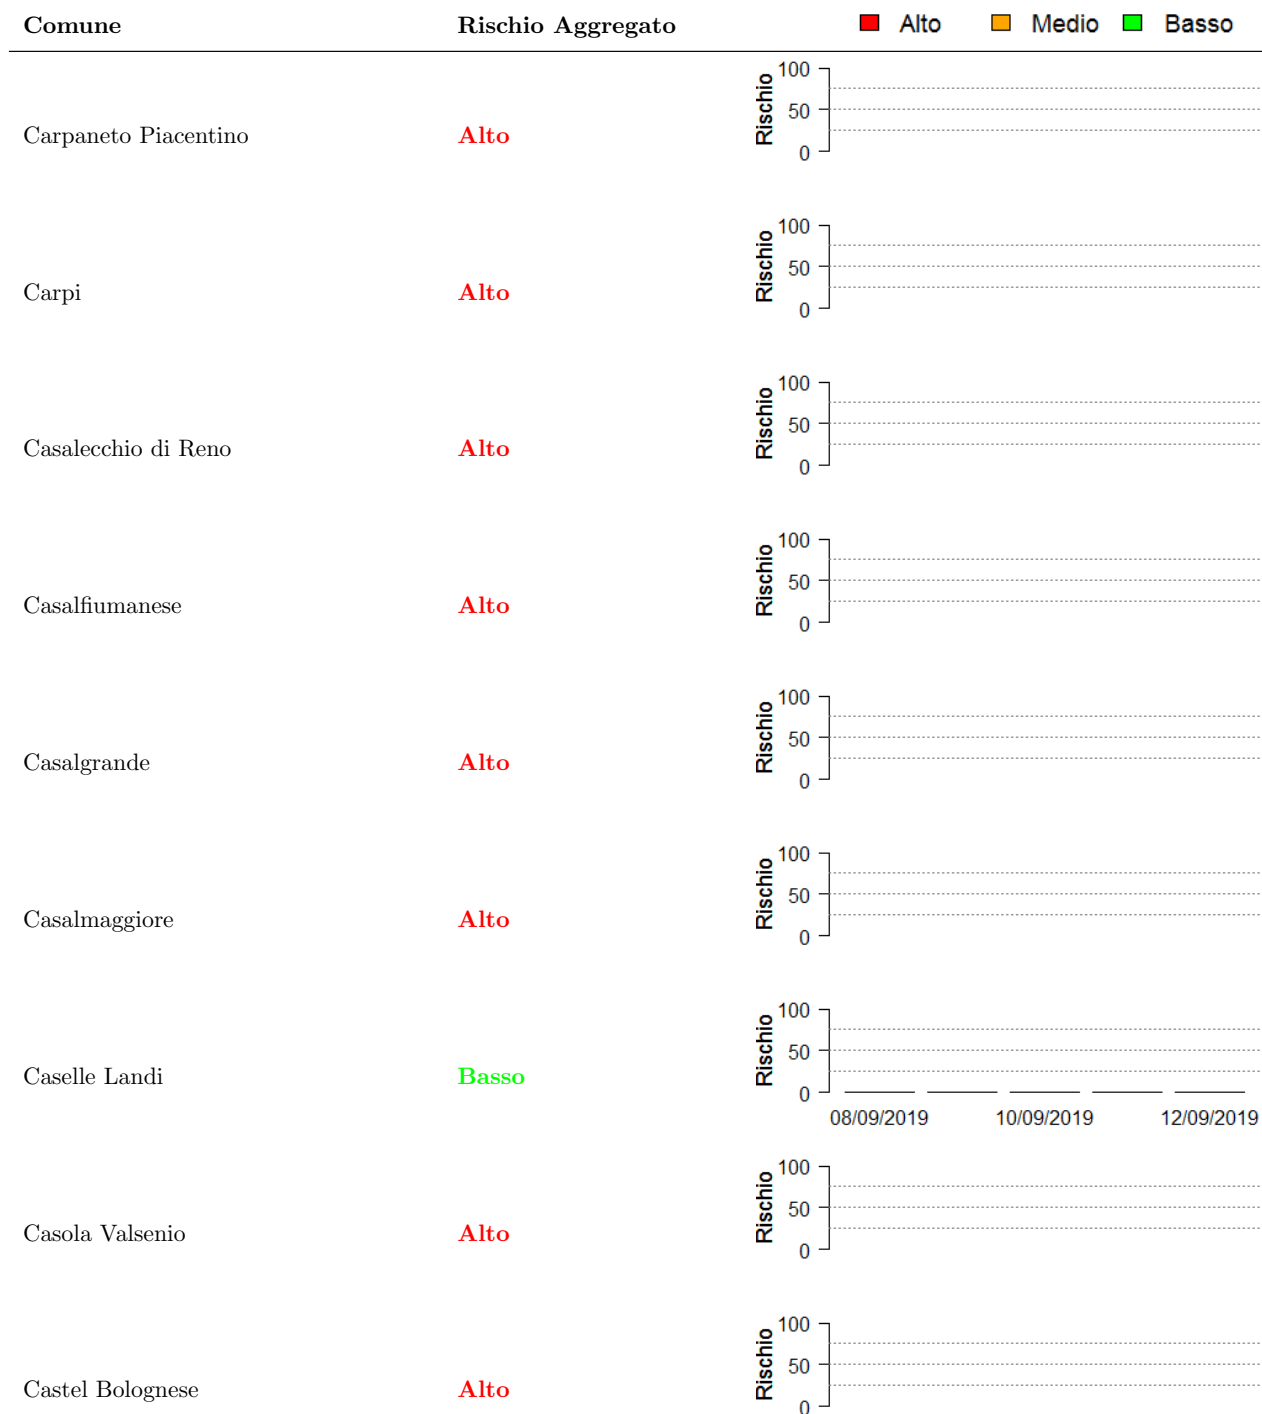 Comune Rischio Aggregato Alto Medio Basso
100
50
0
Rischio
Carpaneto Piacentino Alto
100
50
0
Rischio
Carpi Alto
100
50
0
Rischio
Casalecchio di Reno Alto
100
50
0
Rischio
Casalfiumanese Alto
100
50
0
Rischio
Casalgrande Alto
100
50
0
Rischio
Casalmaggiore Alto
100
50
0
Rischio
Caselle Landi Basso
08/09/2019 10/09/2019 12/09/2019
100
50
0
Rischio
Casola Valsenio Alto
100
50
0
Rischio
Castel Bolognese Alto